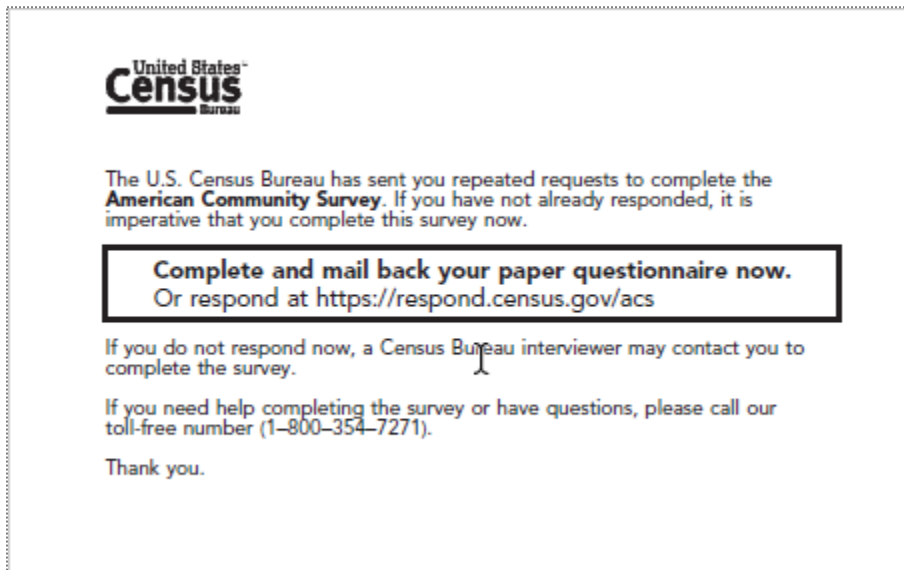 United States™
Census
Bureau
The U.S. Census Bureau has sent you repeated requests to complete the
American Community Survey. If you have not already responded, it is
imperative that you complete this survey now.
Complete and mail back your paper questionnaire now.
Or respond at https://respond.census.gov/acs
If you do not respond now, a Census Bureau interviewer may contact you to
complete the survey.
If you need help completing the survey or have questions, please call our
toll-free number (1–800–354–7271).
Thank you.